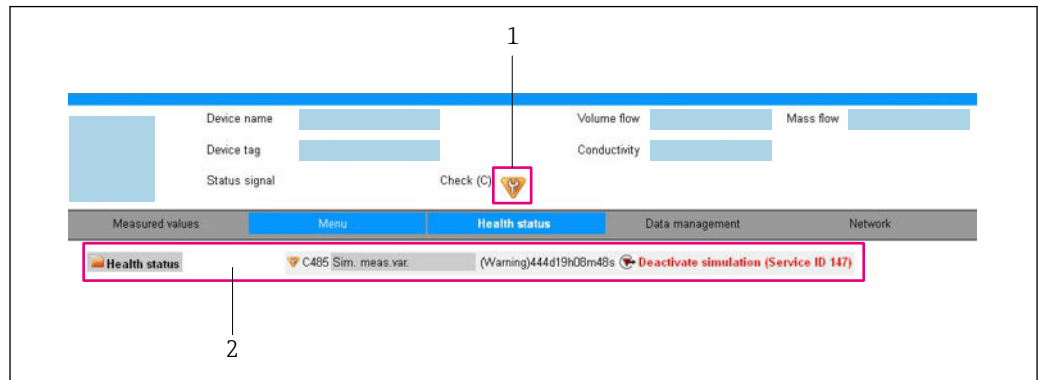 1
Device name Volume flow Mass flow
Device tag Conductivity
Status signal Check (C)
Measured values Menu Health status Data management Network
Health status C485 Sim. meas.var. (Warning)444d19h08m48s Deactivate simulation (Service ID 147)
2